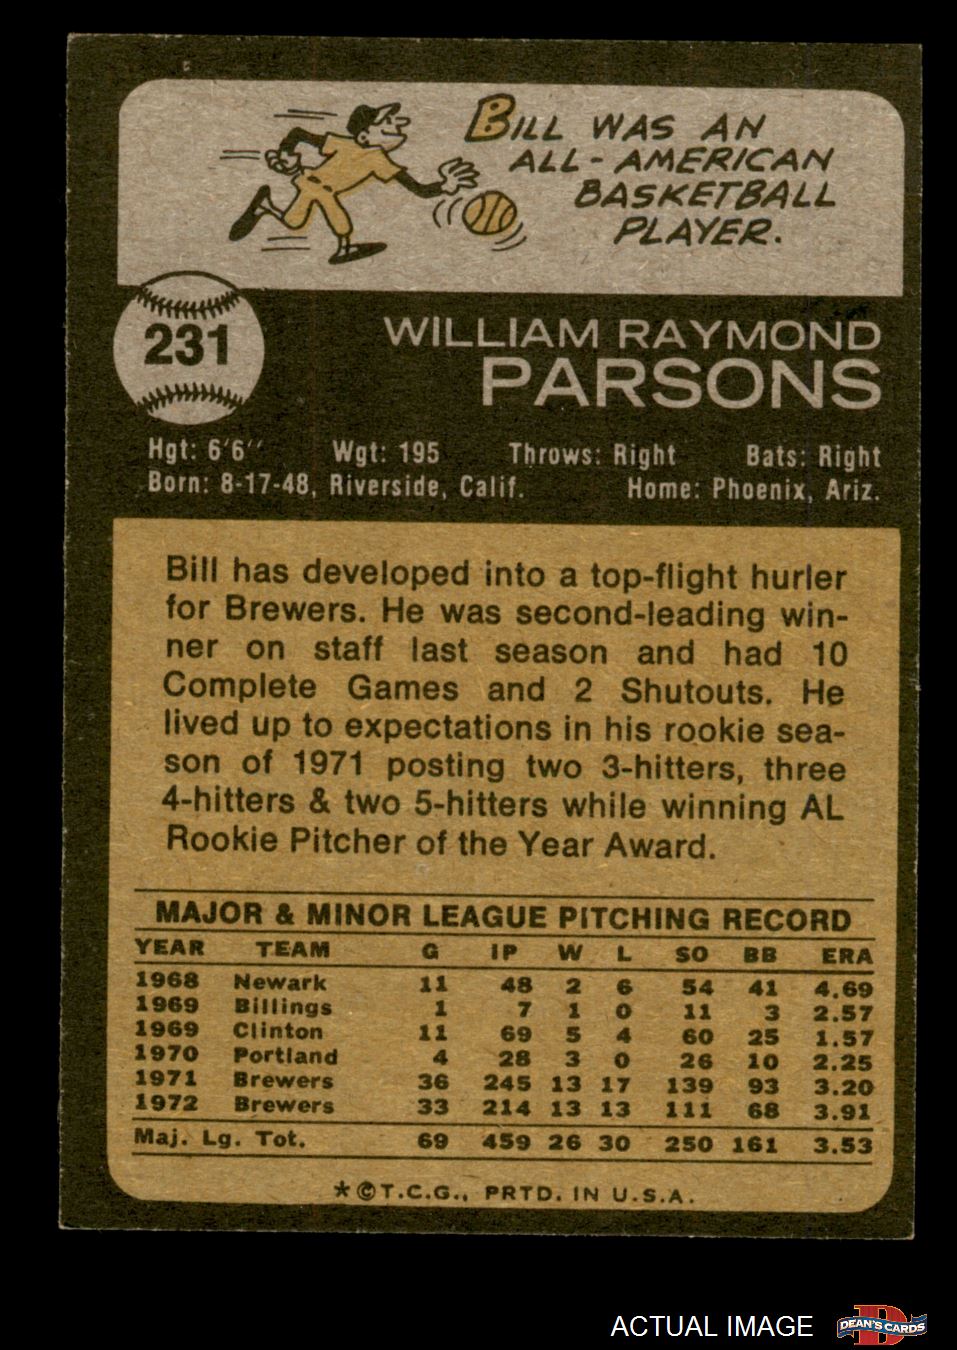 BILL WAS AN
ALL-AMERICAN
BASKETBALL
PLAYER.
231
WILLIAM RAYMOND
PARSONS
Hgt: 6'6" Wgt: 195 Throws: Right Bats: Right
Born: 8-17-48, Riverside, Calif. Home: Phoenix, Ariz.
Bill has developed into a top-flight hurler
for Brewers. He was second-leading win-
ner on staff last season and had 10
Complete Games and 2 Shutouts. He
lived up to expectations in his rookie sea-
son of 1971 posting two 3-hitters, three
4-hitters & two 5-hitters while winning AL
Rookie Pitcher of the Year Award.
MAJOR & MINOR LEAGUE PITCHING RECORD
YEAR TEAM G IP W L SO BB ERA
1968 Newark 11 48 2 6 54 41 4.69
1969 Billings 1 7 1 0 11 3 2.57
1969 Clinton 11 69 5 4 60 25 1.57
1970 Portland 4 28 3 0 26 10 2.25
1971 Brewers 36 245 13 17 139 93 3.20
1972 Brewers 33 214 13 13 111 68 3.91
Maj. Lg. Tot. 69 459 26 30 250 161 3.53
*©T.C.G., PRTD. IN U.S.A.
ACTUAL IMAGE
D
DEAN'S CARDS